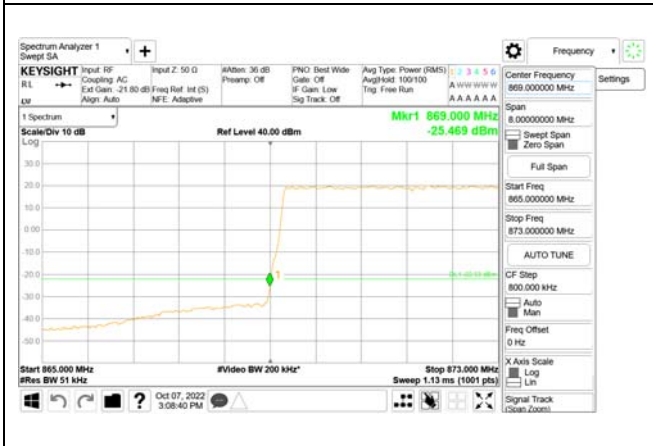 Spectrum Analyzer 1
Swept SA
Frequency
KEYSIGHT
Input: RF
Coupling: AC
Ext Gain: -21.80 dB
Align: Auto
Input Z: 50 Ω
Freq Ref: Int (S)
NFE: Adaptive
#Atten: 36 dB
Preamp: Off
PNO: Best Wide
Gate: Off
IF Gain: Low
Sig Track: Off
Avg Type: Power (RMS)
Avg|Hold: 100/100
Trig: Free Run
1 2 3 4 5 6
A W W W W W
A A A A A A
RL
1 Spectrum
Scale/Div 10 dB
Log
Ref Level 40.00 dBm
Mkr1 869.000 MHz
-25.469 dBm
30.0
20.0
10.0
0.00
-10.0
-20.0
-30.0
-40.0
-50.0
1
Start 865.000 MHz
#Res BW 51 kHz
#Video BW 200 kHz*
Stop 873.000 MHz
Sweep 1.13 ms (1001 pts)
Oct 07, 2022
3:08:40 PM
Center Frequency
869.000000 MHz
Settings
Span
8.00000000 MHz
Swept Span
Zero Span
Full Span
Start Freq
865.000000 MHz
Stop Freq
873.000000 MHz
AUTO TUNE
CF Step
800.000 kHz
Auto
Man
Freq Offset
0 Hz
X Axis Scale
Log
Lin
Signal Track
(Span Zoom)